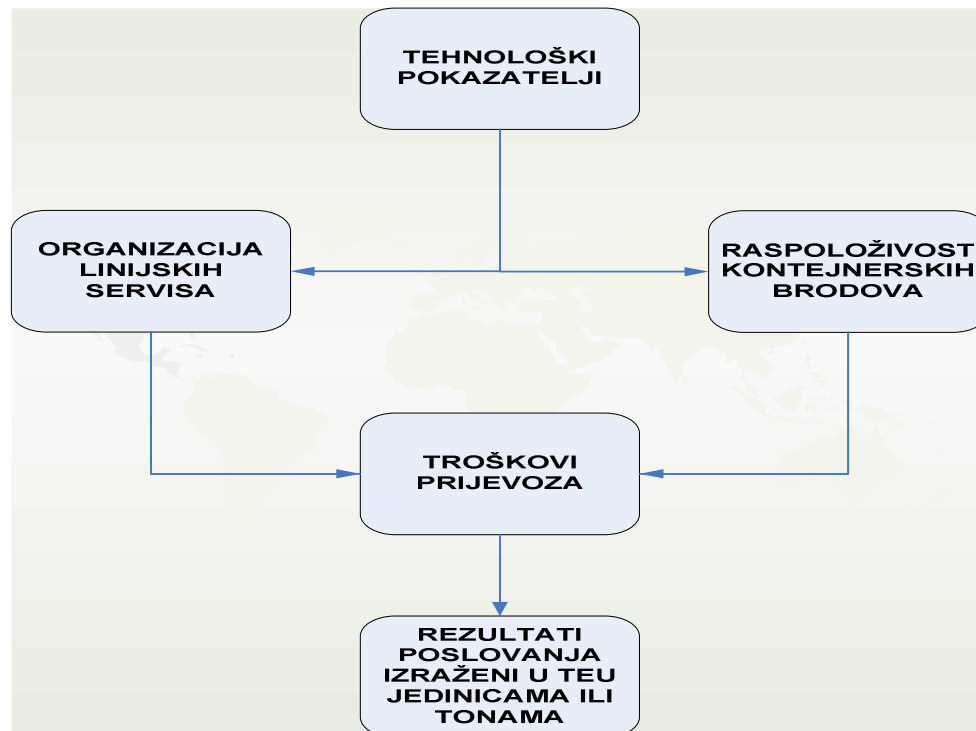 TEHNOLOŠKI
POKAZATELJI
ORGANIZACIJA
LINIJSKIH
SERVISA
RASPOLOŽIVOST
KONTEJNERSKIH
BRODOVA
TROŠKOVI
PRIJEVOZA
REZULTATI
POSLOVANJA
IZRAŽENI U TEU
JEDINICAMA ILI
TONAMA